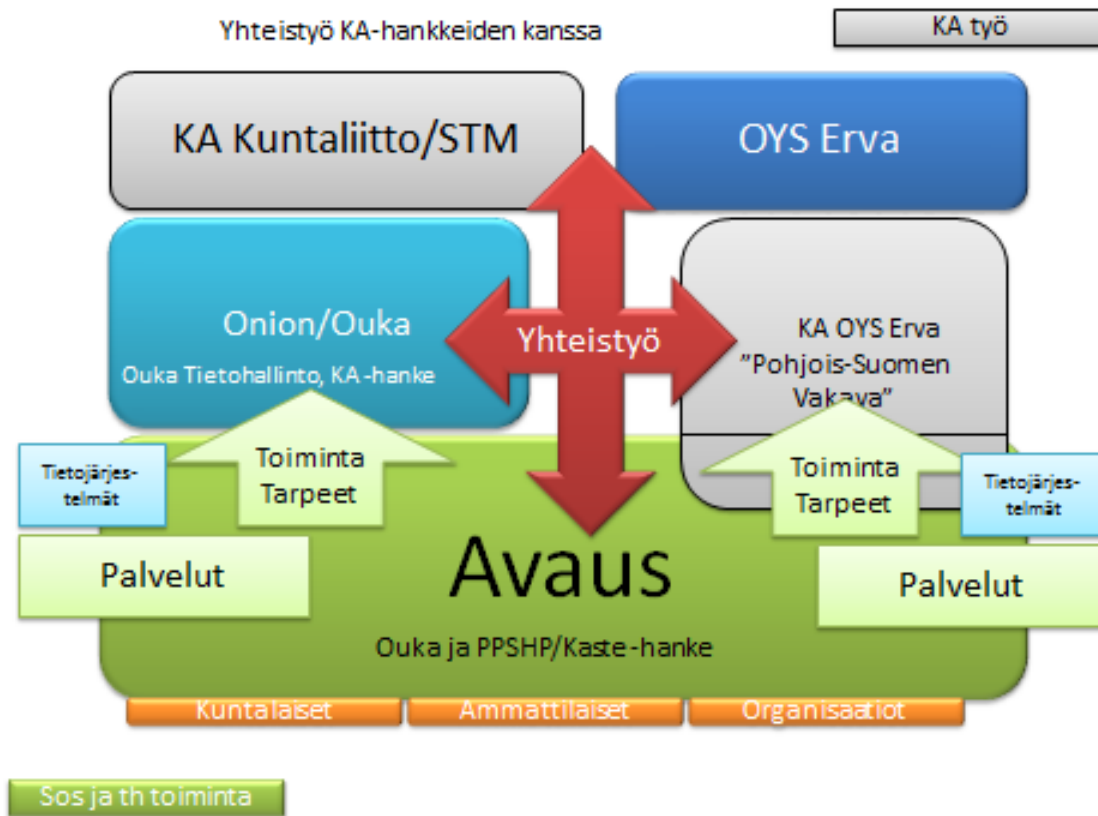 Yhteistyö KA-hankkeiden kanssa
KA työ
KA Kuntaliitto/STM
OYS Erva
Onion/Ouka
Ouka Tietohallinto, KA-hanke
Yhteistyö
KA OYS Erva
"Pohjois-Suomen
Vakava"
Tietojärjes-
telmät
Toiminta
Tarpeet
Toiminta
Tarpeet
Tietojärjes-
telmät
Palvelut
Avaus
Palvelut
Ouka ja PPSHP/Kaste-hanke
Kuntalaiset
Ammattilaiset
Organisaatiot
Sos ja th toiminta